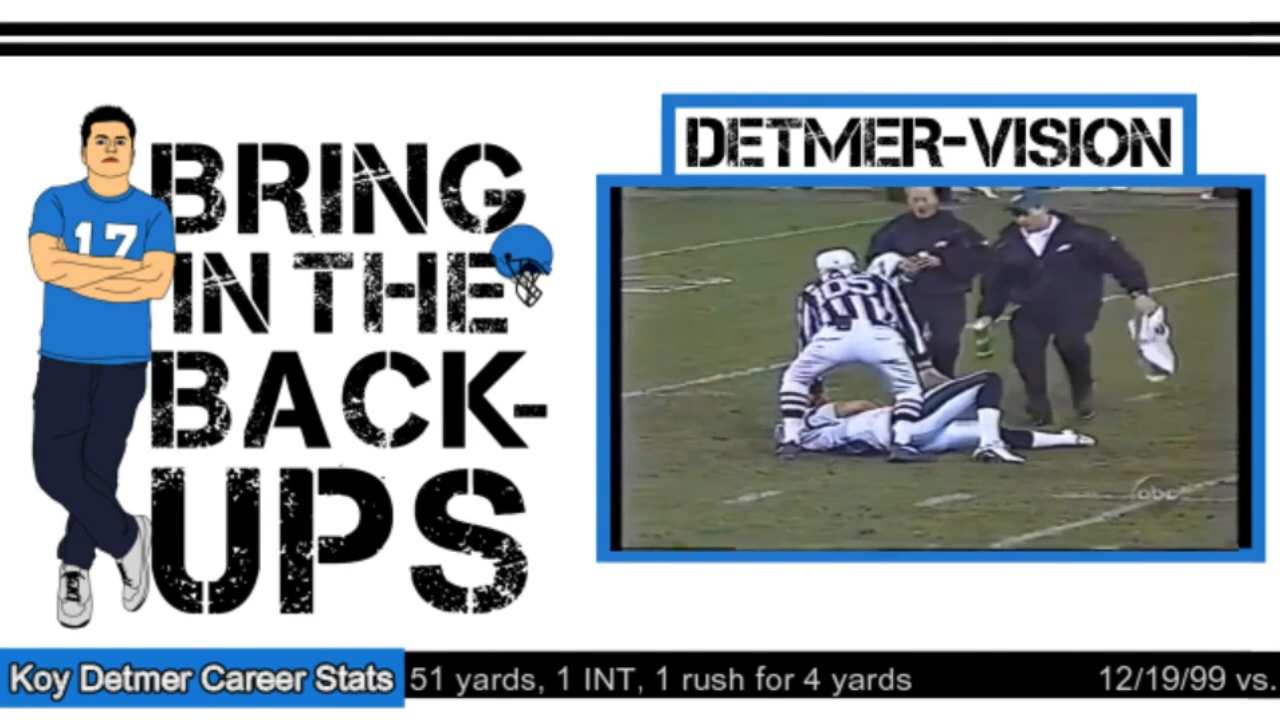 BRING
IN THE
BACK-
UPS
17
DETMER-VISION
105
abc
Koy Detmer Career Stats
51 yards, 1 INT, 1 rush for 4 yards
12/19/99 vs.